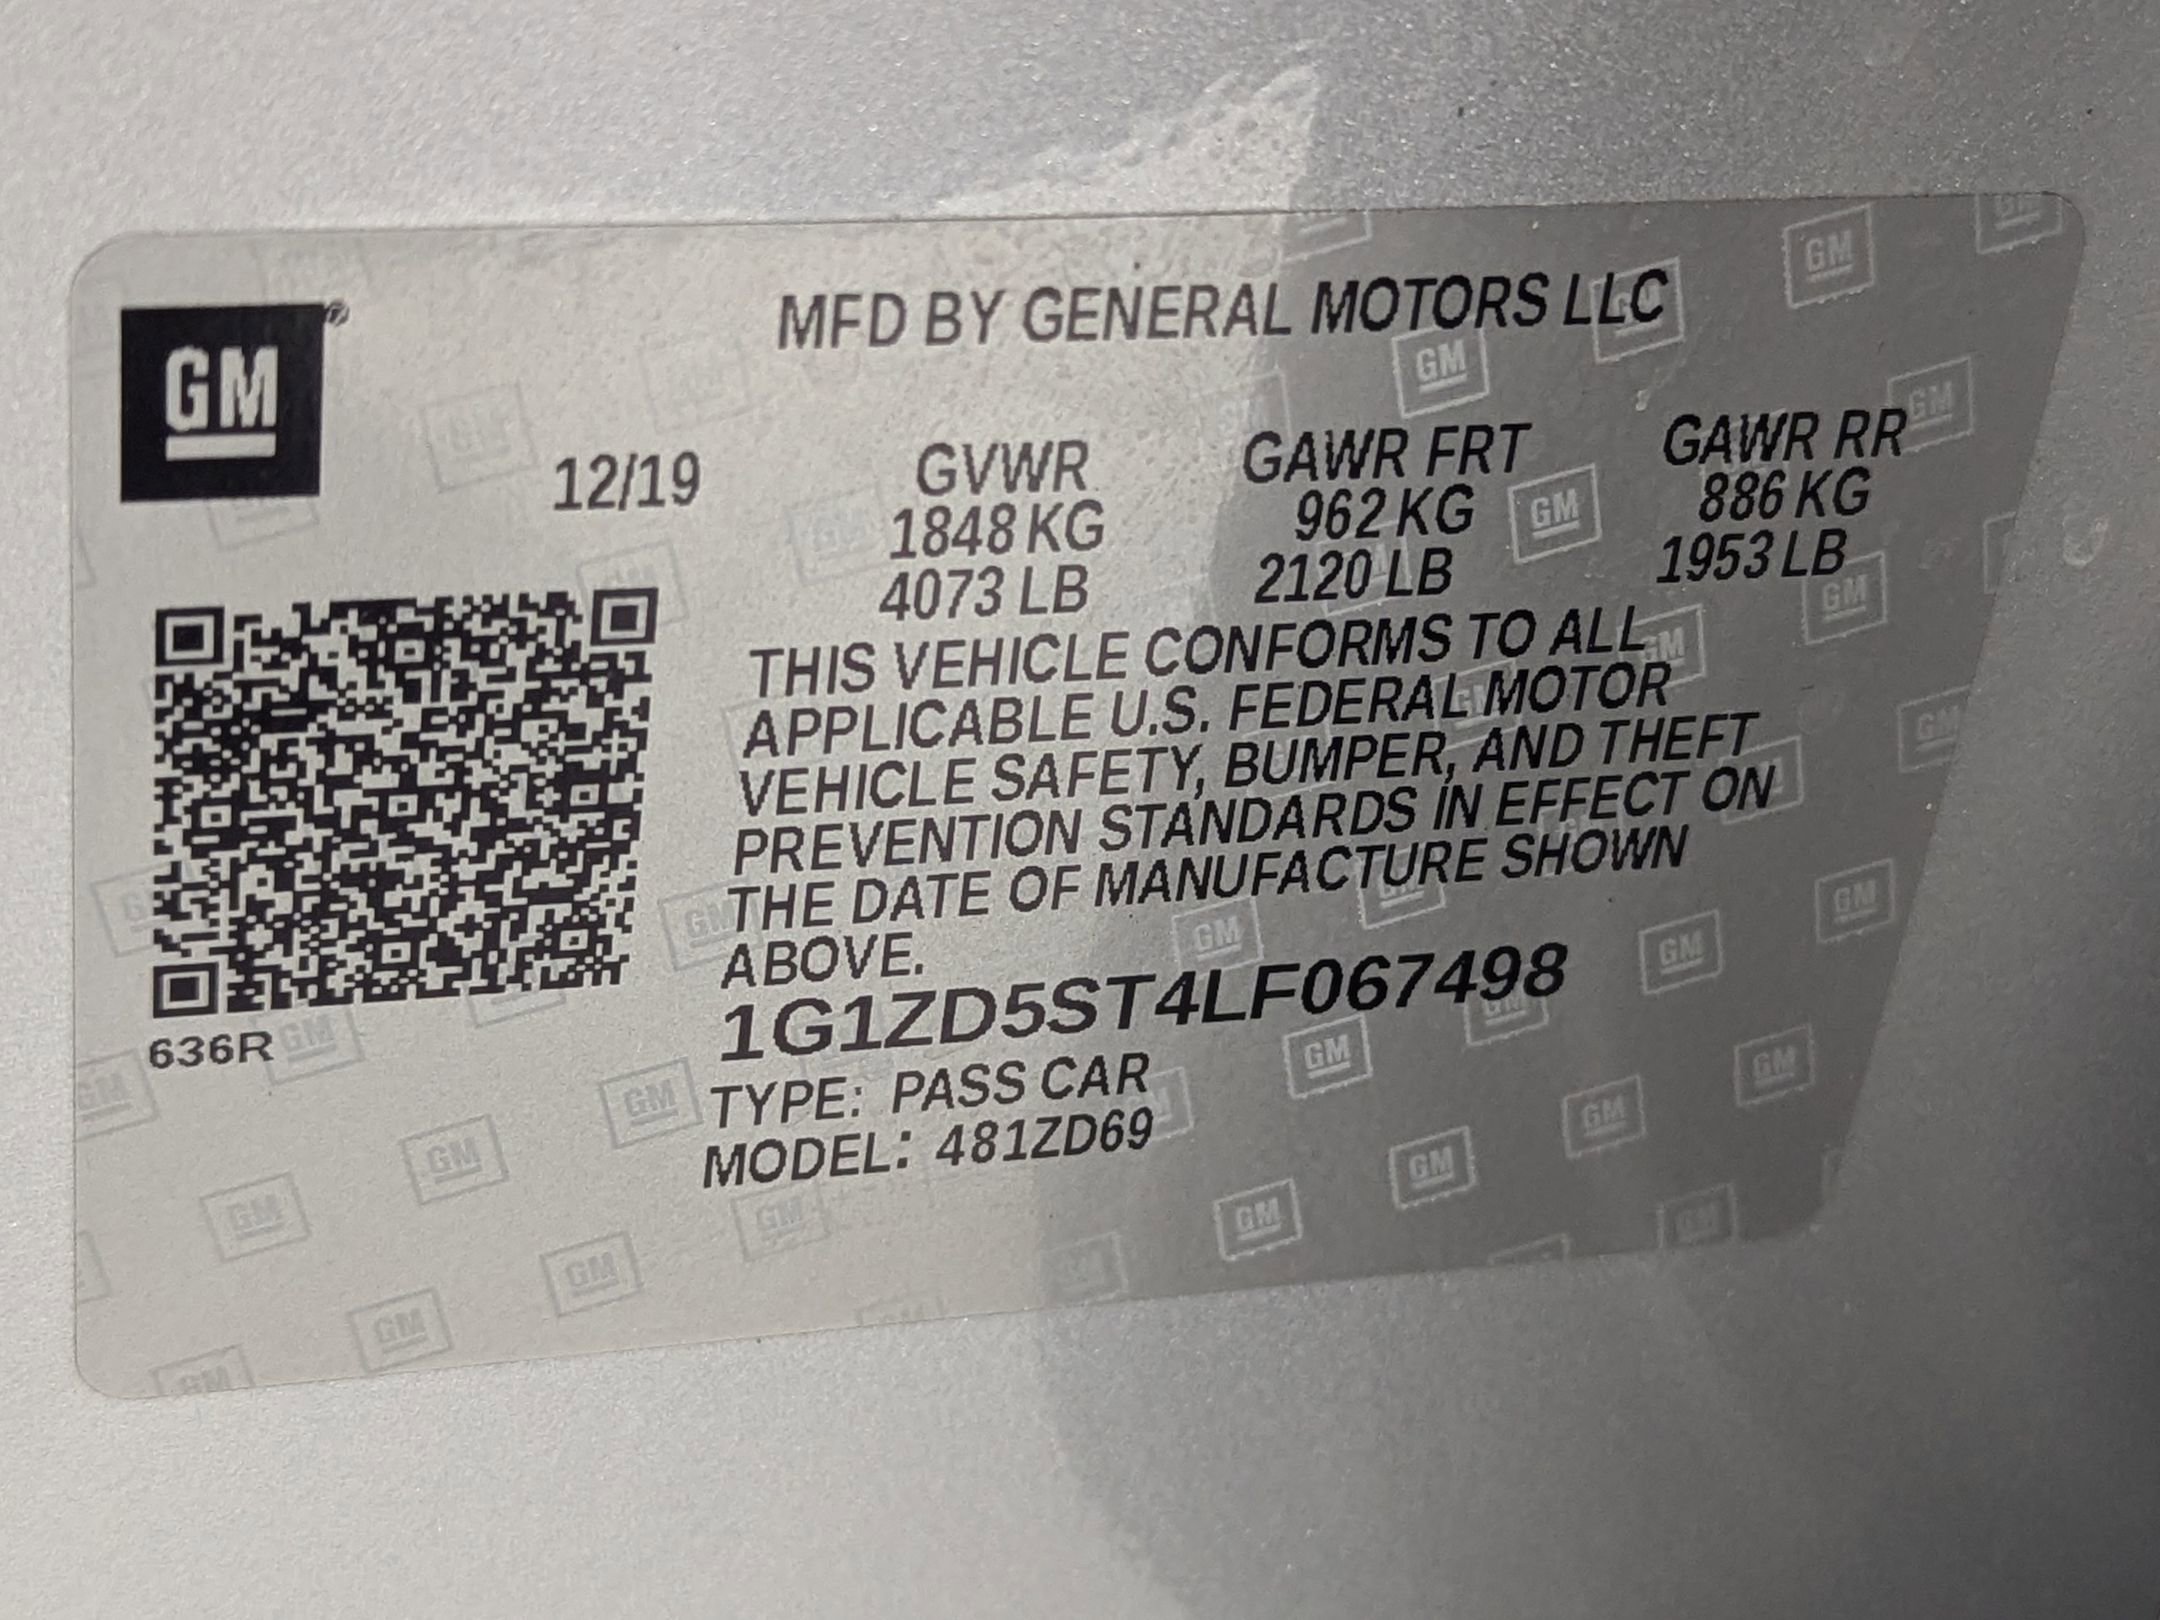 GM
MFD BY GENERAL MOTORS LLC
12/19
GVWR GAWR FRT GAWR RR
1848 KG 962 KG 886 KG
4073 LB 2120 LB 1953 LB
THIS VEHICLE CONFORMS TO ALL
APPLICABLE U.S. FEDERAL MOTOR
VEHICLE SAFETY, BUMPER, AND THEFT
PREVENTION STANDARDS IN EFFECT ON
THE DATE OF MANUFACTURE SHOWN
ABOVE.
1G1ZD5ST4LF067498
636R
TYPE: PASS CAR
MODEL: 481ZD69